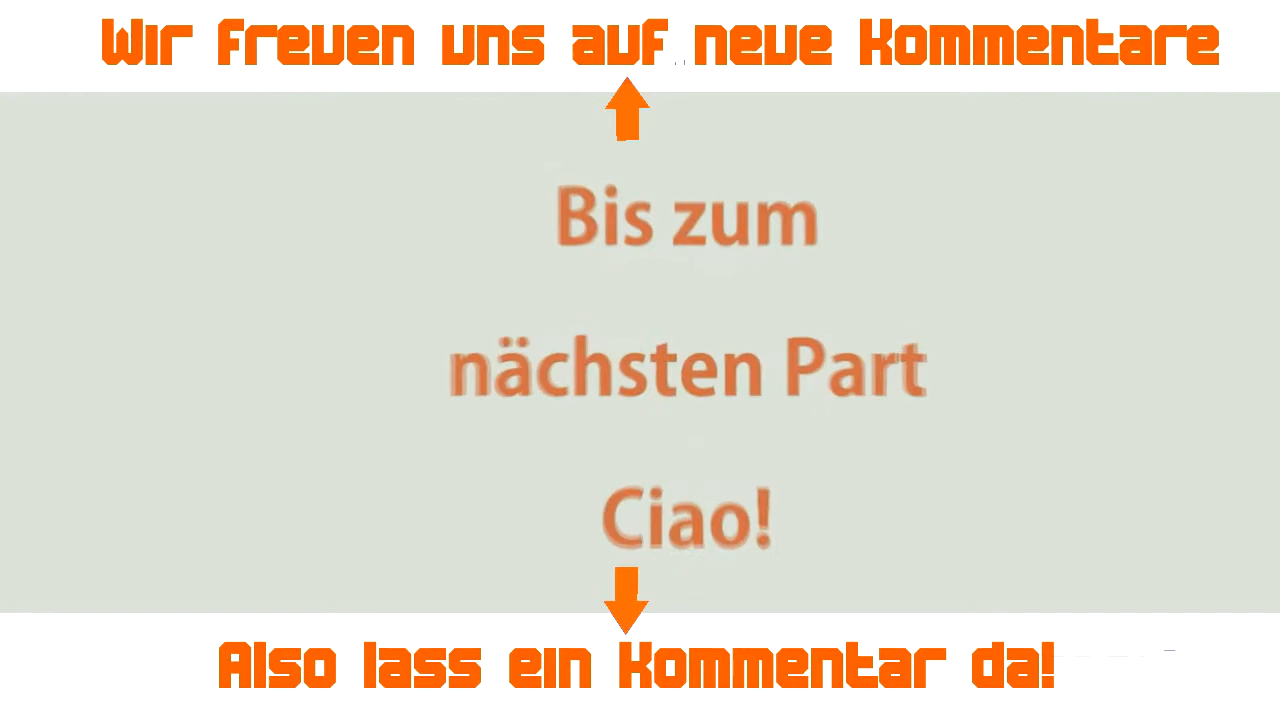 Wir freuen uns auf neue Kommentare
Bis zum
nächsten Part
Ciao!
Also lass ein Kommentar da!